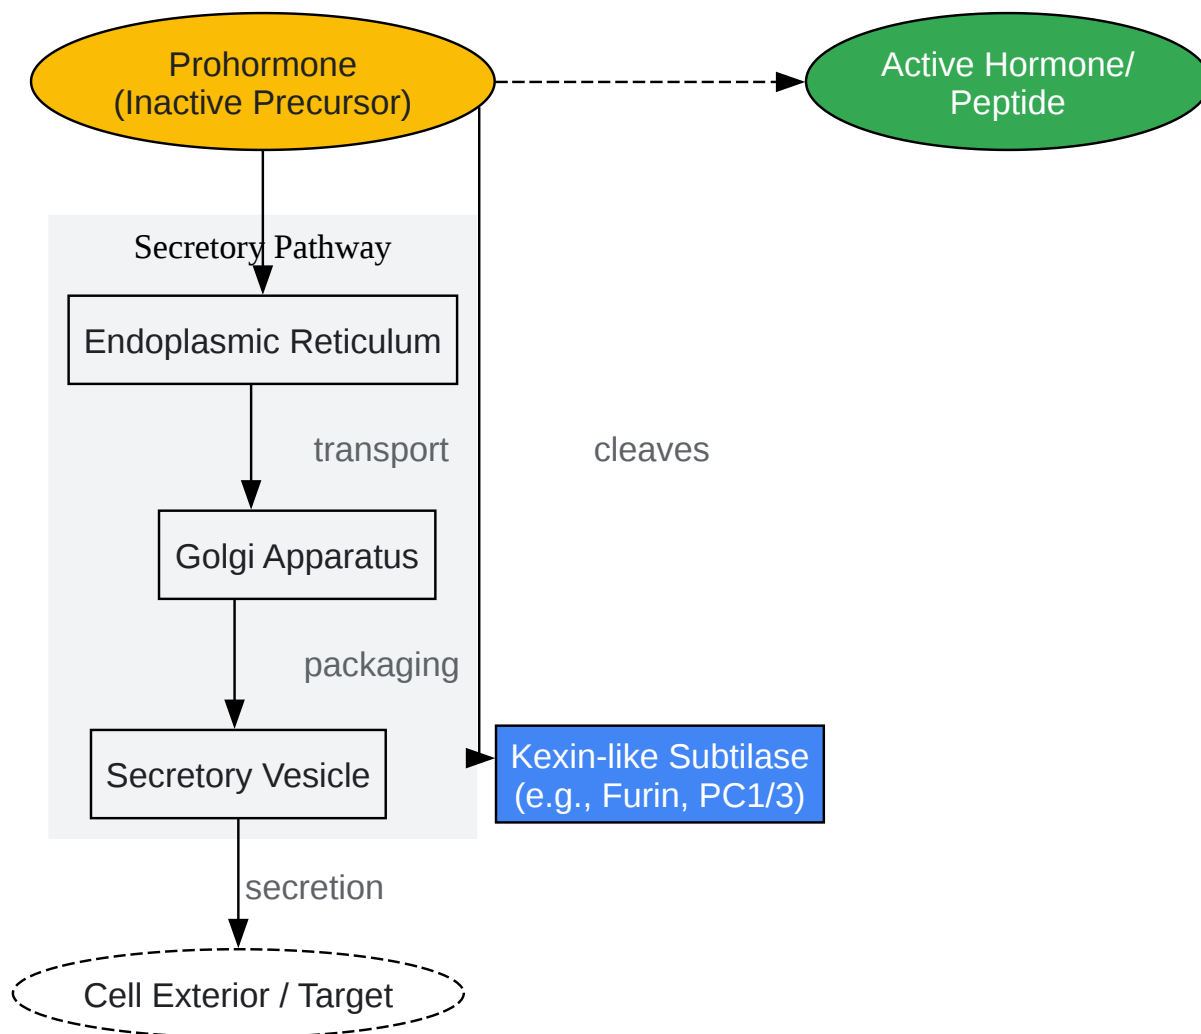 Prohormone
(Inactive Precursor)
Active Hormone/
Peptide
Secretory Pathway
Endoplasmic Reticulum
transport
cleaves
Golgi Apparatus
packaging
Kexin-like Subtilase
(e.g., Furin, PC1/3)
Secretory Vesicle
secretion
Cell Exterior / Target